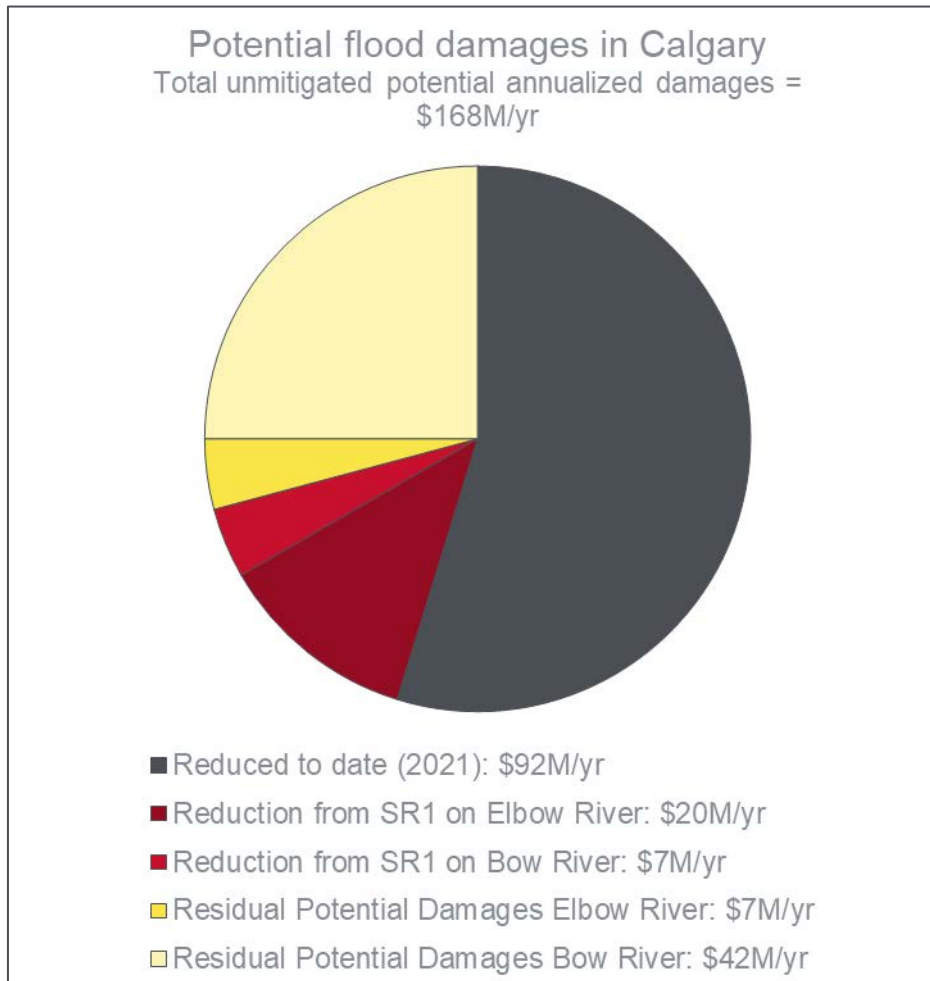 Potential flood damages in Calgary
Total unmitigated potential annualized damages =
$168M/yr
Reduced to date (2021): $92M/yr
Reduction from SR1 on Elbow River: $20M/yr
Reduction from SR1 on Bow River: $7M/yr
Residual Potential Damages Elbow River: $7M/yr
Residual Potential Damages Bow River: $42M/yr